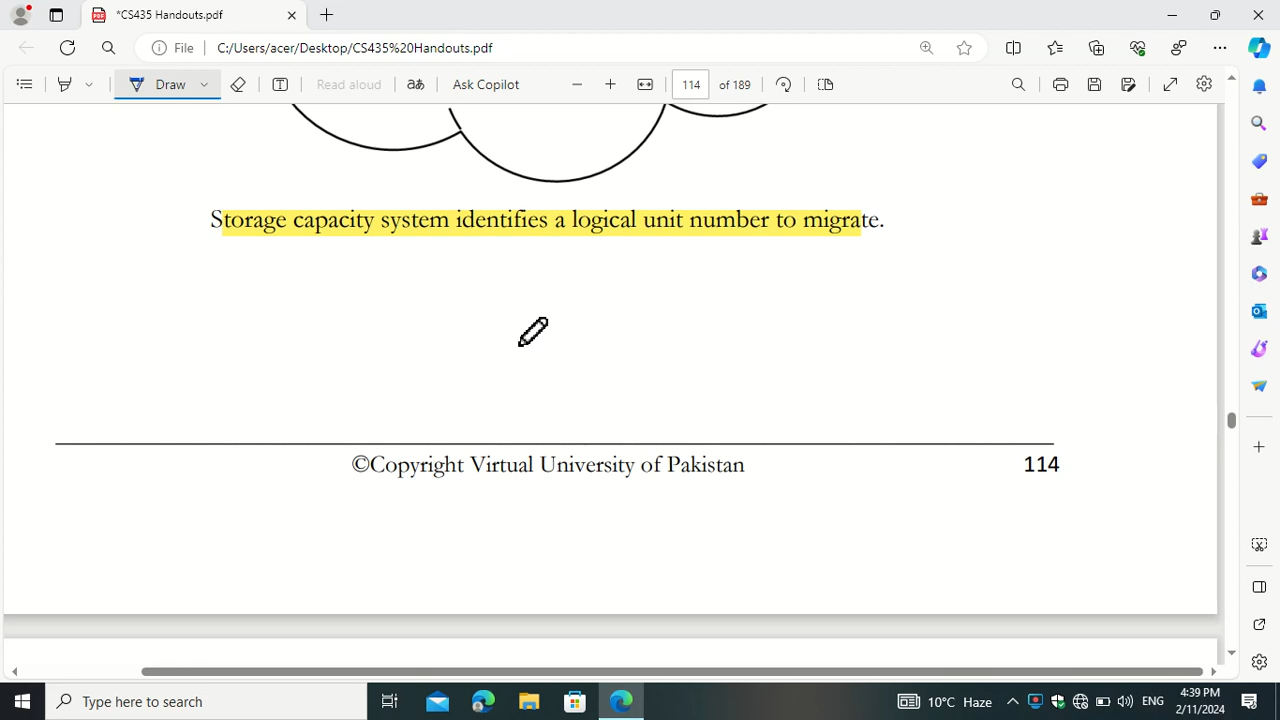 *CS435 Handouts.pdf
File C:/Users/acer/Desktop/CS435%20Handouts.pdf
Draw Read aloud aあ Ask Copilot 114 of 189
Storage capacity system identifies a logical unit number to migrate.
©Copyright Virtual University of Pakistan 114
Type here to search
10°C Haze ENG 4:39 PM
2/11/2024